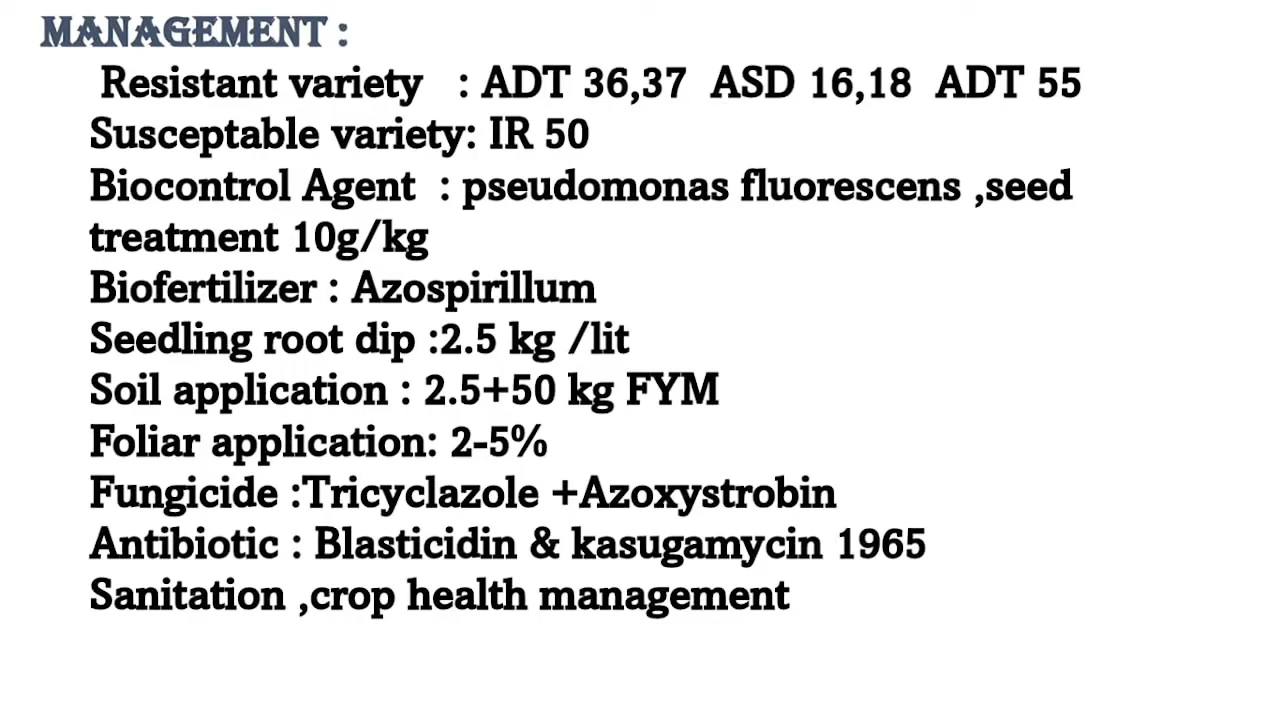 MANAGEMENT :
Resistant variety : ADT 36,37 ASD 16,18 ADT 55
Susceptable variety: IR 50
Biocontrol Agent : pseudomonas fluorescens ,seed
treatment 10g/kg
Biofertilizer : Azospirillum
Seedling root dip :2.5 kg /lit
Soil application : 2.5+50 kg FYM
Foliar application: 2-5%
Fungicide :Tricyclazole +Azoxystrobin
Antibiotic : Blasticidin & kasugamycin 1965
Sanitation ,crop health management